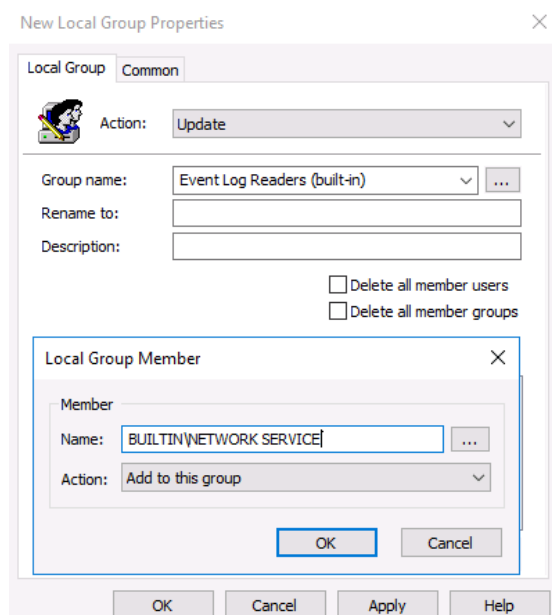 New Local Group Properties
Local Group Common
Action: Update
Group name: Event Log Readers (built-in) ...
Rename to:
Description:
Delete all member users
Delete all member groups
Local Group Member
Member
Name: BUILTIN\NETWORK SERVICE ...
Action: Add to this group
OK Cancel
OK Cancel Apply Help